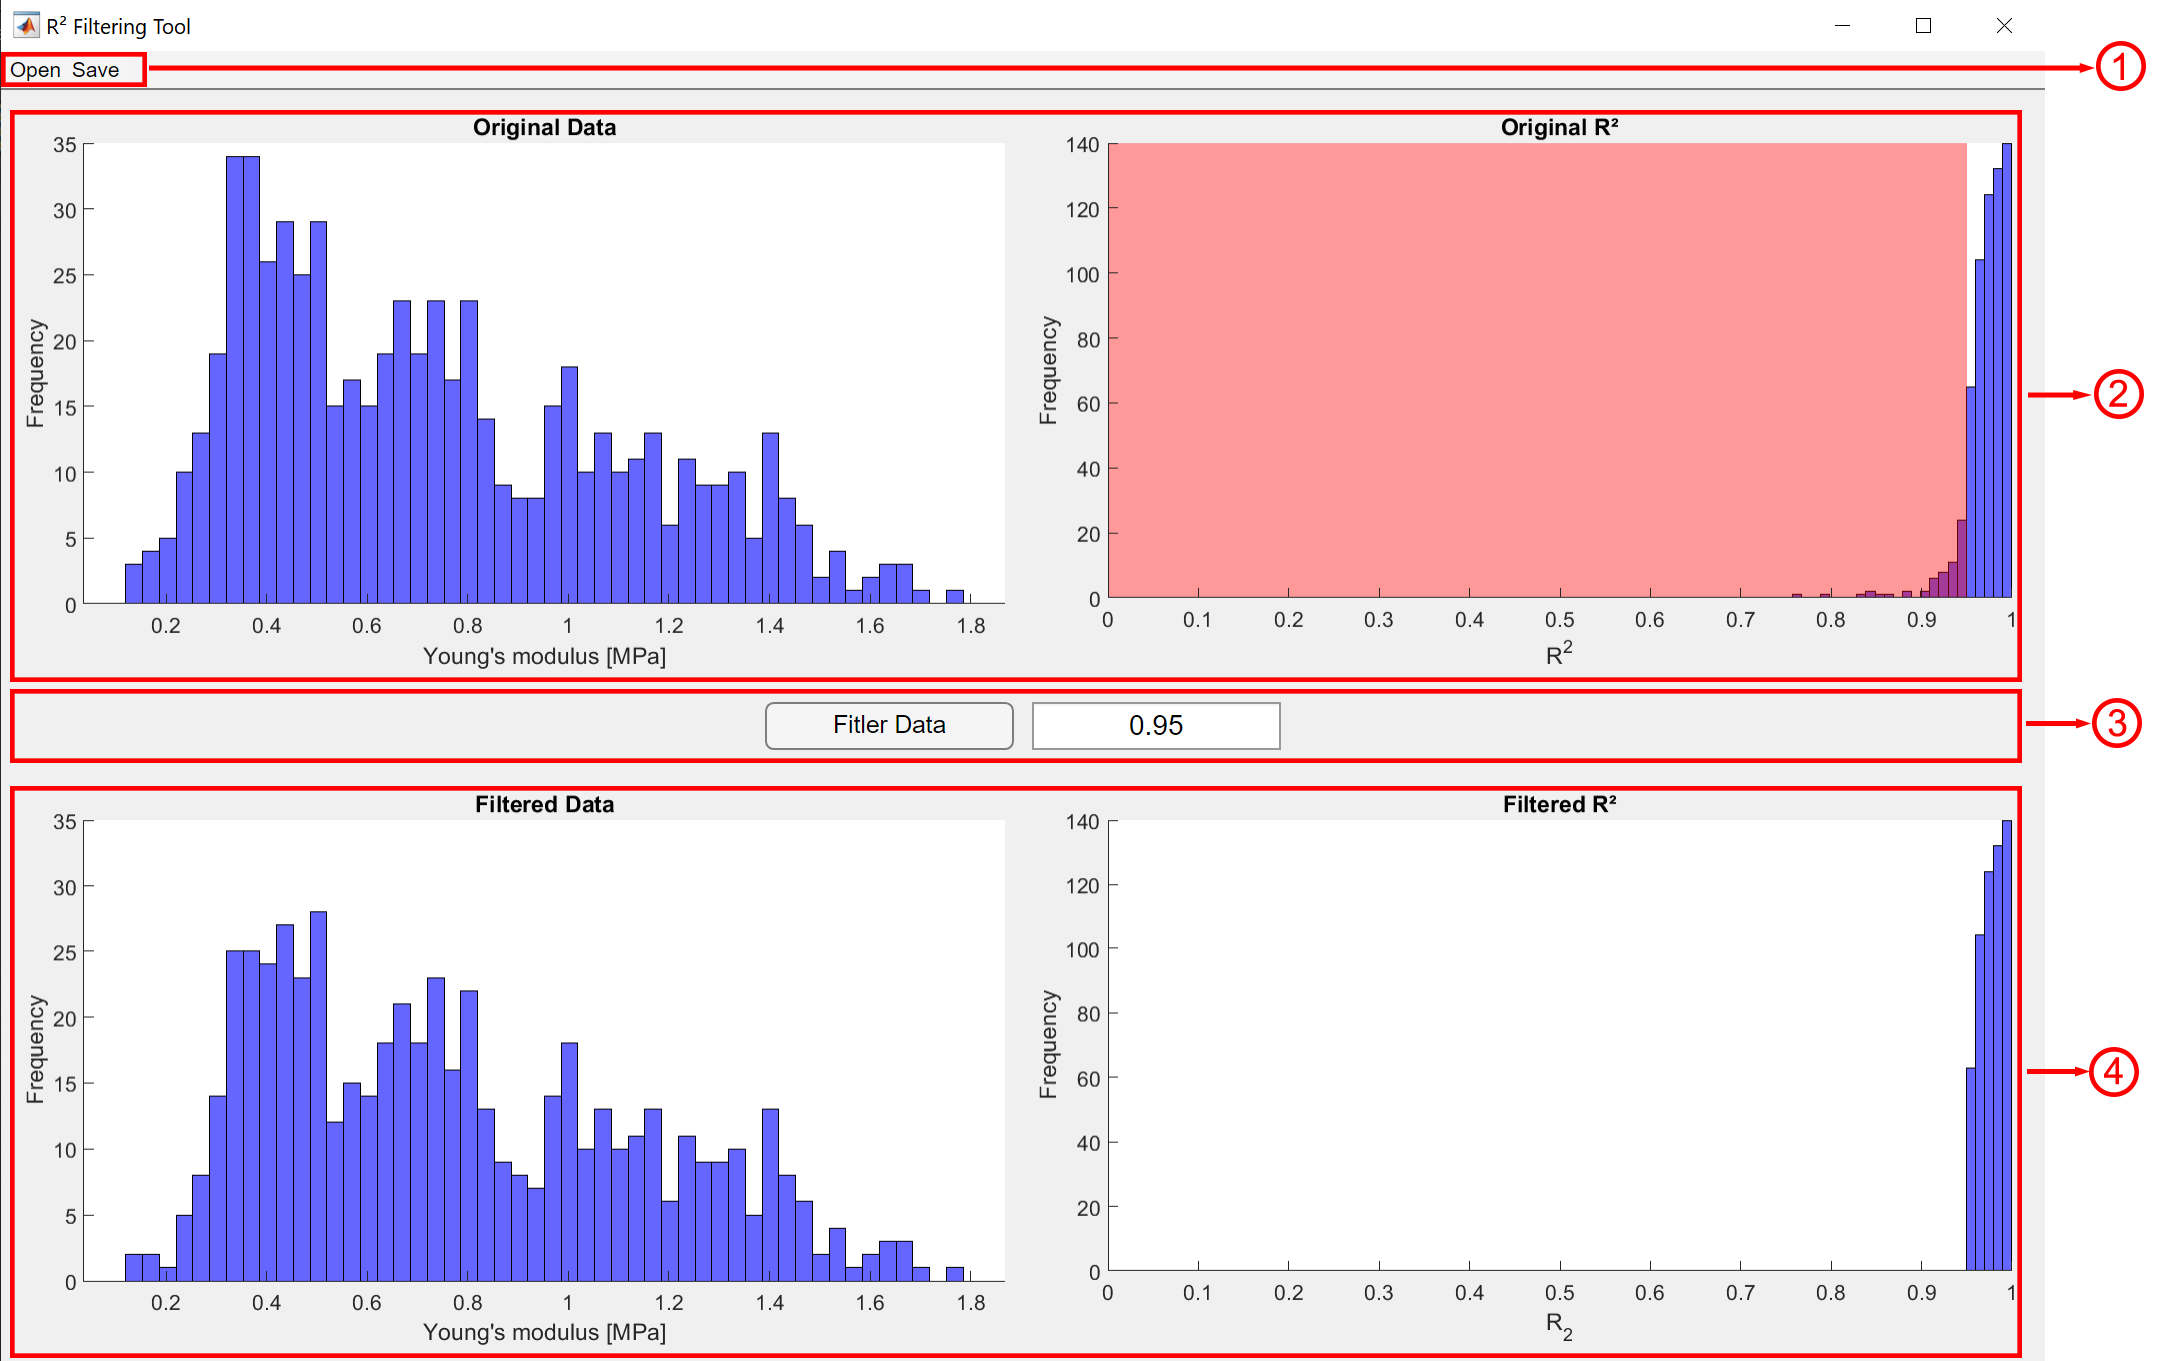 R² Filtering Tool
Open Save
1
Original Data
Original R²
35
30
25
20
15
10
5
0
Frequency
0.2 0.4 0.6 0.8 1 1.2 1.4 1.6 1.8
Young's modulus [MPa]
140
120
100
80
60
40
20
0
Frequency
0 0.1 0.2 0.3 0.4 0.5 0.6 0.7 0.8 0.9 1
R²
2
Fitler Data
0.95
3
Filtered Data
Filtered R²
35
30
25
20
15
10
5
0
Frequency
0.2 0.4 0.6 0.8 1 1.2 1.4 1.6 1.8
Young's modulus [MPa]
140
120
100
80
60
40
20
0
Frequency
0 0.1 0.2 0.3 0.4 0.5 0.6 0.7 0.8 0.9 1
R₂
4